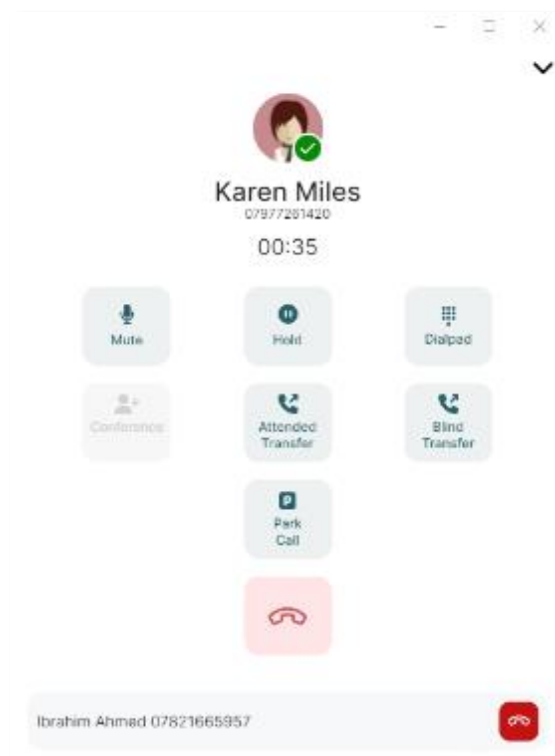 Karen Miles
07977261420
00:35
Mute Hold Dialpad
Conference Attended Transfer Blind Transfer
P
Park
Call
Ibrahim Ahmed 07821665957